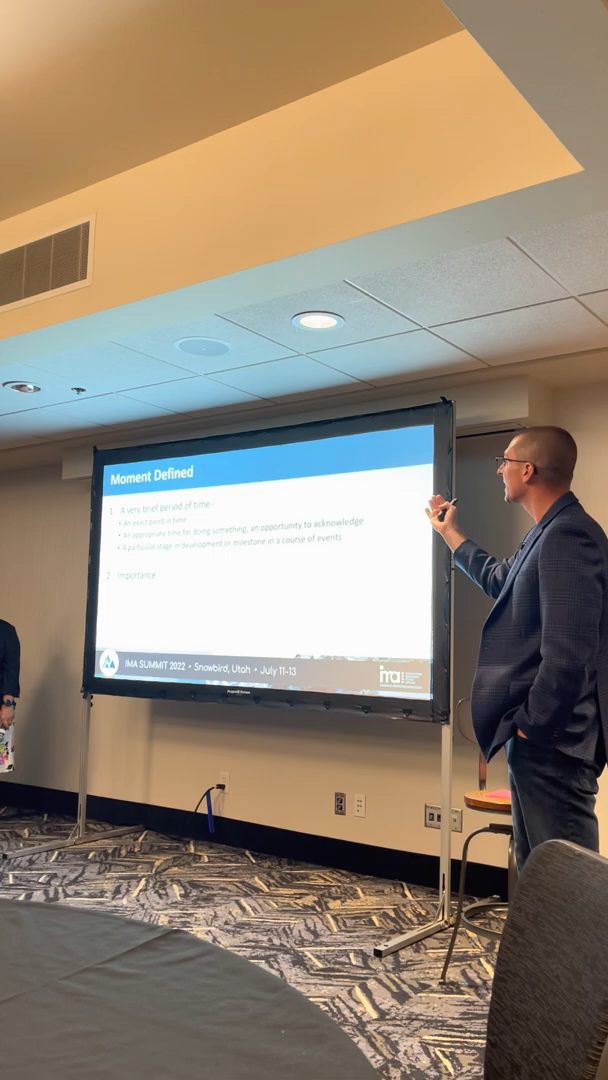 Moment Defined
1 A very brief period of time -
• An exact point in time
• An appropriate time for doing something, an opportunity to acknowledge
• A particular stage in development or milestone in a course of events
2 Importance
IMA SUMMIT 2022 • Snowbird, Utah • July 11-13
ima